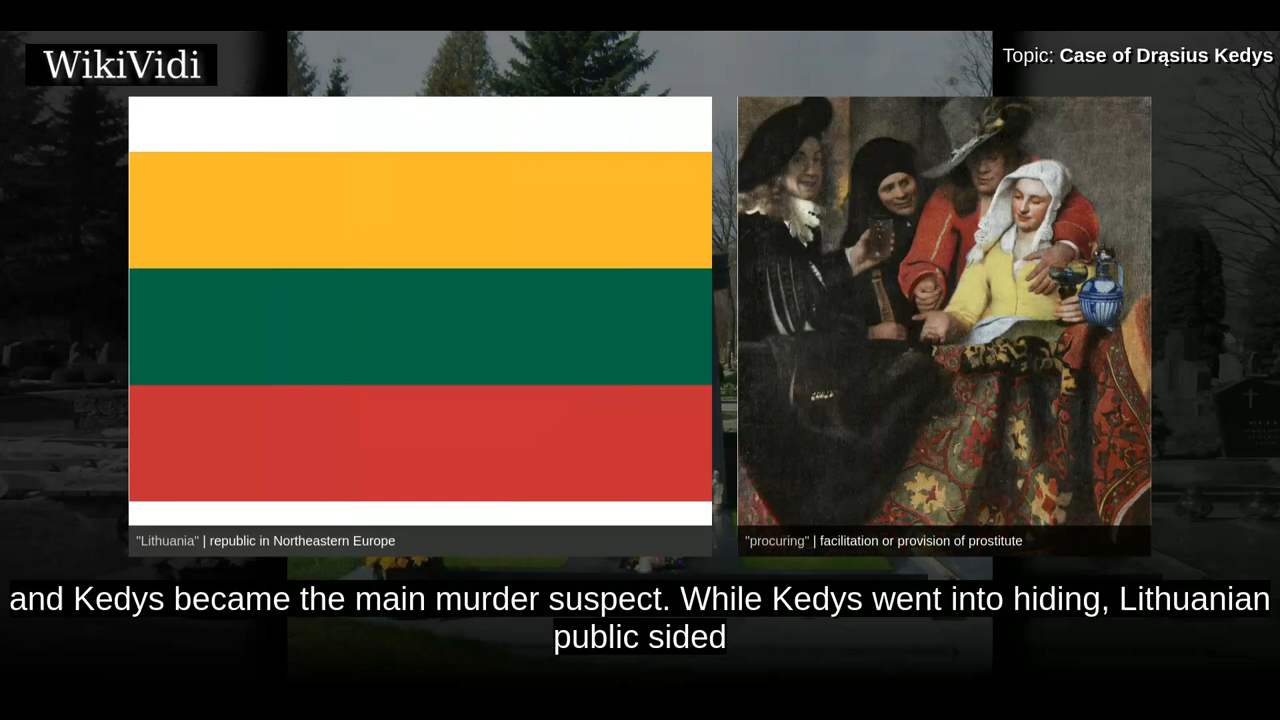 WikiVidi
Topic: Case of Drąsius Kedys
"Lithuania" | republic in Northeastern Europe
"procuring" | facilitation or provision of prostitute
and Kedys became the main murder suspect. While Kedys went into hiding, Lithuanian
public sided